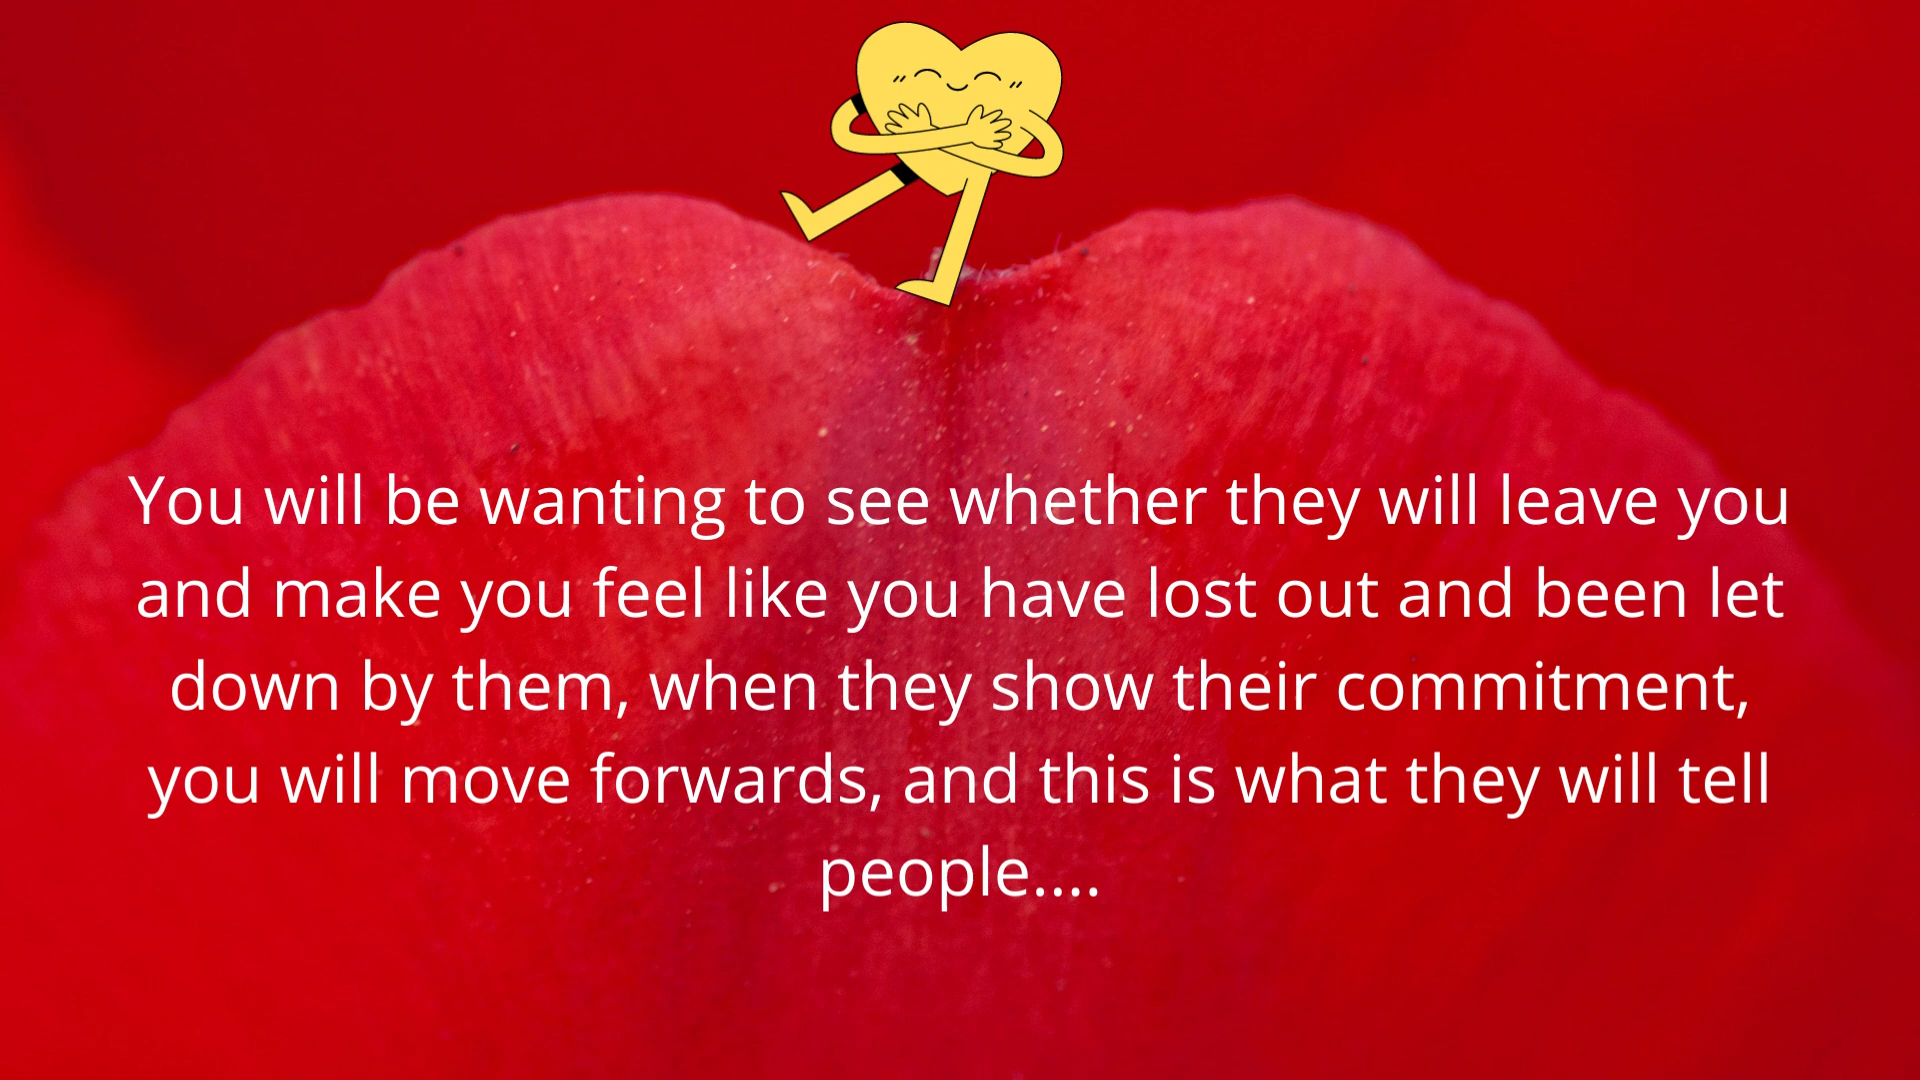 You will be wanting to see whether they will leave you
and make you feel like you have lost out and been let
down by them, when they show their commitment,
you will move forwards, and this is what they will tell
people....